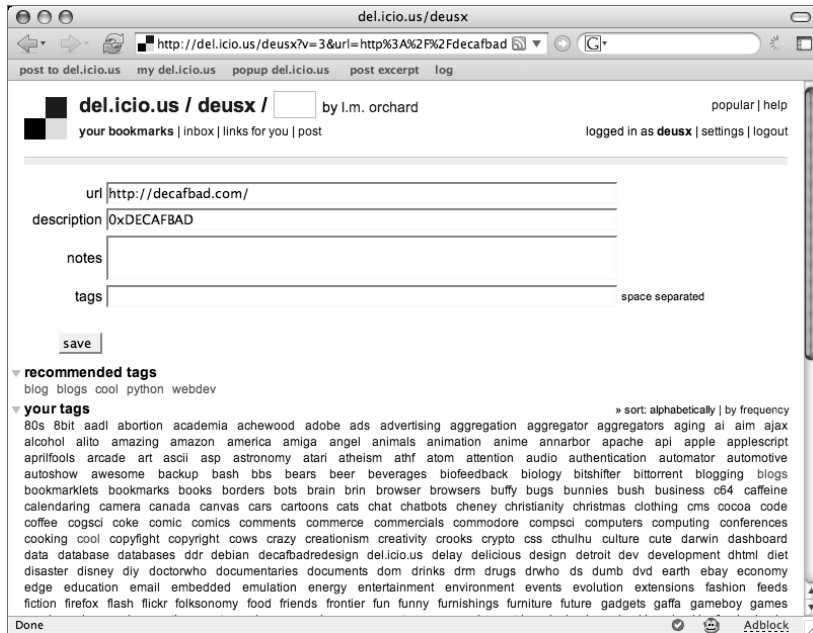 del.icio.us/deusx
http://del.icio.us/deusx?v=3&url=http%3A%2F%2Fdecafbad
G
post to del.icio.us my del.icio.us popup del.icio.us post excerpt log
del.icio.us / deusx / by l.m. orchard
popular | help
your bookmarks | inbox | links for you | post
logged in as deusx | settings | logout
url http://decafbad.com/
description 0xDECAFBAD
notes
tags space separated
save
recommended tags
blog blogs cool python webdev
your tags » sort: alphabetically | by frequency
80s 8bit aadl abortion academia achewood adobe ads advertising aggregation aggregator aggregators aging ai aim ajax
alcohol alito amazing amazon america amiga angel animals animation anime annarbor apache api apple applescript
aprilfools arcade art ascii asp astronomy atari atheism athf atom attention audio authentication automator automotive
autoshow awesome backup bash bbs bears beer beverages biofeedback biology bitshifter bittorrent blogging blogs
bookmarklets bookmarks books borders bots brain brin browser browsers buffy bugs bunnies bush business c64 caffeine
calendaring camera canada canvas cars cartoons cats chat chatbots cheney christianity christmas clothing cms cocoa code
coffee cogsci coke comic comics comments commerce commercials commodore compsci computers computing conferences
cooking cool copyfight copyright cows crazy creationism creativity crooks crypto css cthulhu culture cute darwin dashboard
data database databases ddr debian decafbadredesign del.icio.us delay delicious design detroit dev development dhtml diet
disaster disney diy doctorwho documentaries documents dom drinks drm drugs drwho ds dumb dvd earth ebay economy
edge education email embedded emulation energy entertainment environment events evolution extensions fashion feeds
fiction firefox flash flickr folksonomy food friends frontier fun funny furnishings furniture future gadgets gaffa gameboy games
Done Adblock